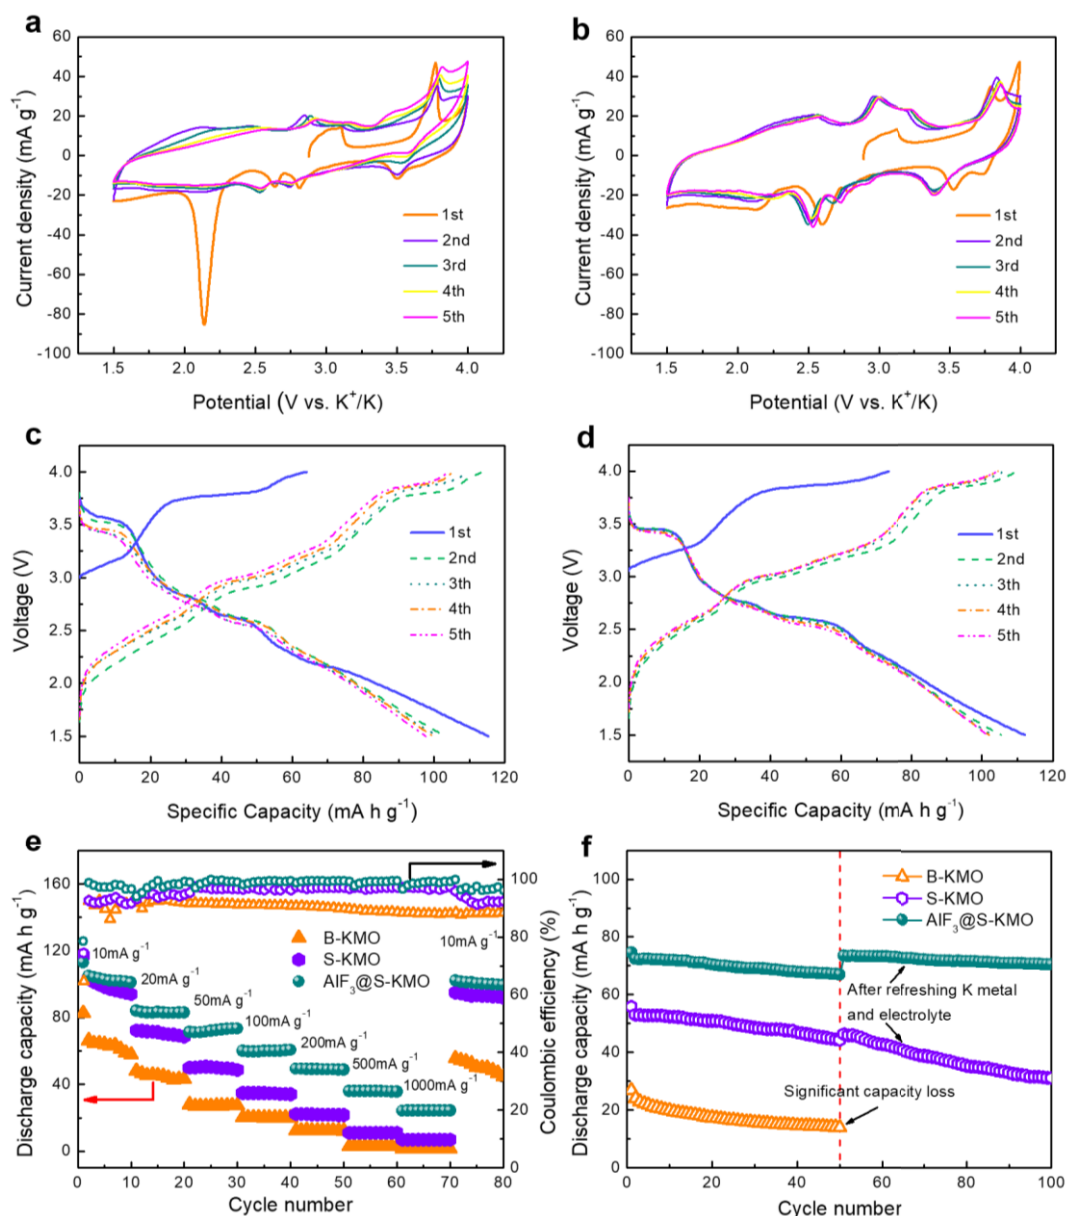 a
Current density (mA g⁻¹)
60
40
20
0
-20
-40
-60
-80
-100
1st
2nd
3rd
4th
5th
1.5 2.0 2.5 3.0 3.5 4.0
Potential (V vs. K⁺/K)
b
Current density (mA g⁻¹)
60
40
20
0
-20
-40
-60
-80
-100
1st
2nd
3rd
4th
5th
1.5 2.0 2.5 3.0 3.5 4.0
Potential (V vs. K⁺/K)
c
Voltage (V)
4.0
3.5
3.0
2.5
2.0
1.5
1st
2nd
3th
4th
5th
0 20 40 60 80 100 120
Specific Capacity (mA h g⁻¹)
d
Voltage (V)
4.0
3.5
3.0
2.5
2.0
1.5
1st
2nd
3th
4th
5th
0 20 40 60 80 100 120
Specific Capacity (mA h g⁻¹)
e
Discharge capacity (mA h g⁻¹)
160
120
80
40
0
Coulombic efficiency (%)
100
80
60
40
20
0
B-KMO
S-KMO
AlF₃@S-KMO
10mA g⁻¹
20mA g⁻¹
50mA g⁻¹
100mA g⁻¹
200mA g⁻¹
500mA g⁻¹
1000mA g⁻¹
10mA g⁻¹
0 10 20 30 40 50 60 70 80
Cycle number
f
Discharge capacity (mA h g⁻¹)
100
80
60
40
20
0
B-KMO
S-KMO
AlF₃@S-KMO
After refreshing K metal
and electrolyte
Significant capacity loss
0 20 40 60 80 100
Cycle number